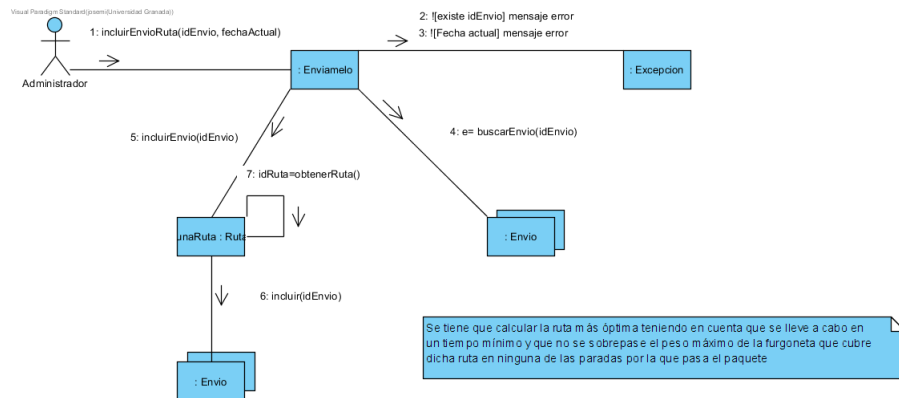 Visual Paradigm Standard(josemi(Universidad Granada))
1: incluirEnvioRuta(idEnvio, fechaActual)
2: ![existe idEnvio] mensaje error
3: ![Fecha actual] mensaje error
: Enviamelo
: Excepcion
Administrador
5: incluirEnvio(idEnvio)
4: e= buscarEnvio(idEnvio)
7: idRuta=obtenerRuta()
unaRuta : Ruta
: Envio
6: incluir(idEnvio)
Se tiene que calcular la ruta más óptima teniendo en cuenta que se lleve a cabo en
un tiempo mínimo y que no se sobrepase el peso máximo de la furgoneta que cubre
dicha ruta en ninguna de las paradas por la que pasa el paquete
: Envio